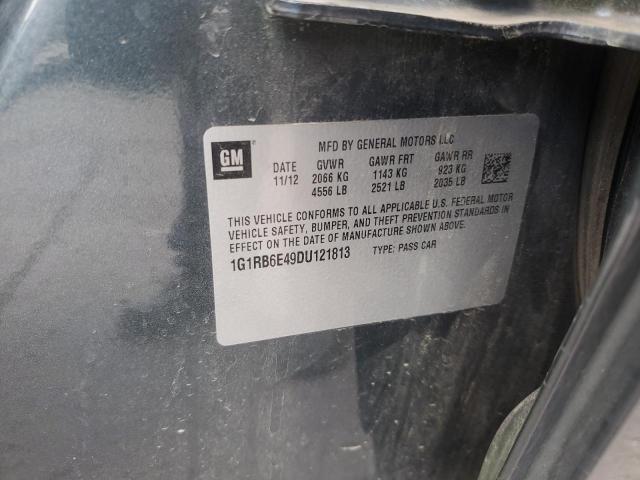 GM
MFD BY GENERAL MOTORS LLC
DATE GVWR GAWR FRT GAWR RR
11/12 2066 KG 1143 KG 923 KG
4556 LB 2521 LB 2035 LB
THIS VEHICLE CONFORMS TO ALL APPLICABLE U.S. FEDERAL MOTOR
VEHICLE SAFETY, BUMPER, AND THEFT PREVENTION STANDARDS IN
EFFECT ON THE DATE OF MANUFACTURE SHOWN ABOVE.
1G1RB6E49DU121813 TYPE: PASS CAR